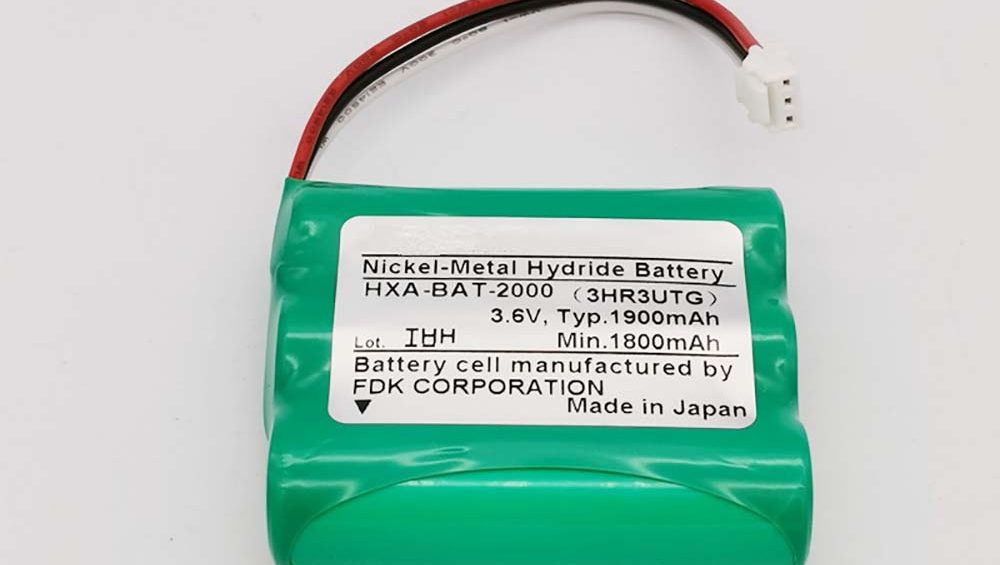 Nickel-Metal Hydride Battery
HXA-BAT-2000 (3HR3UTG)
3.6V, Typ.1900mAh
Lot. Min.1800mAh
Battery cell manufactured by
FDK CORPORATION
Made in Japan